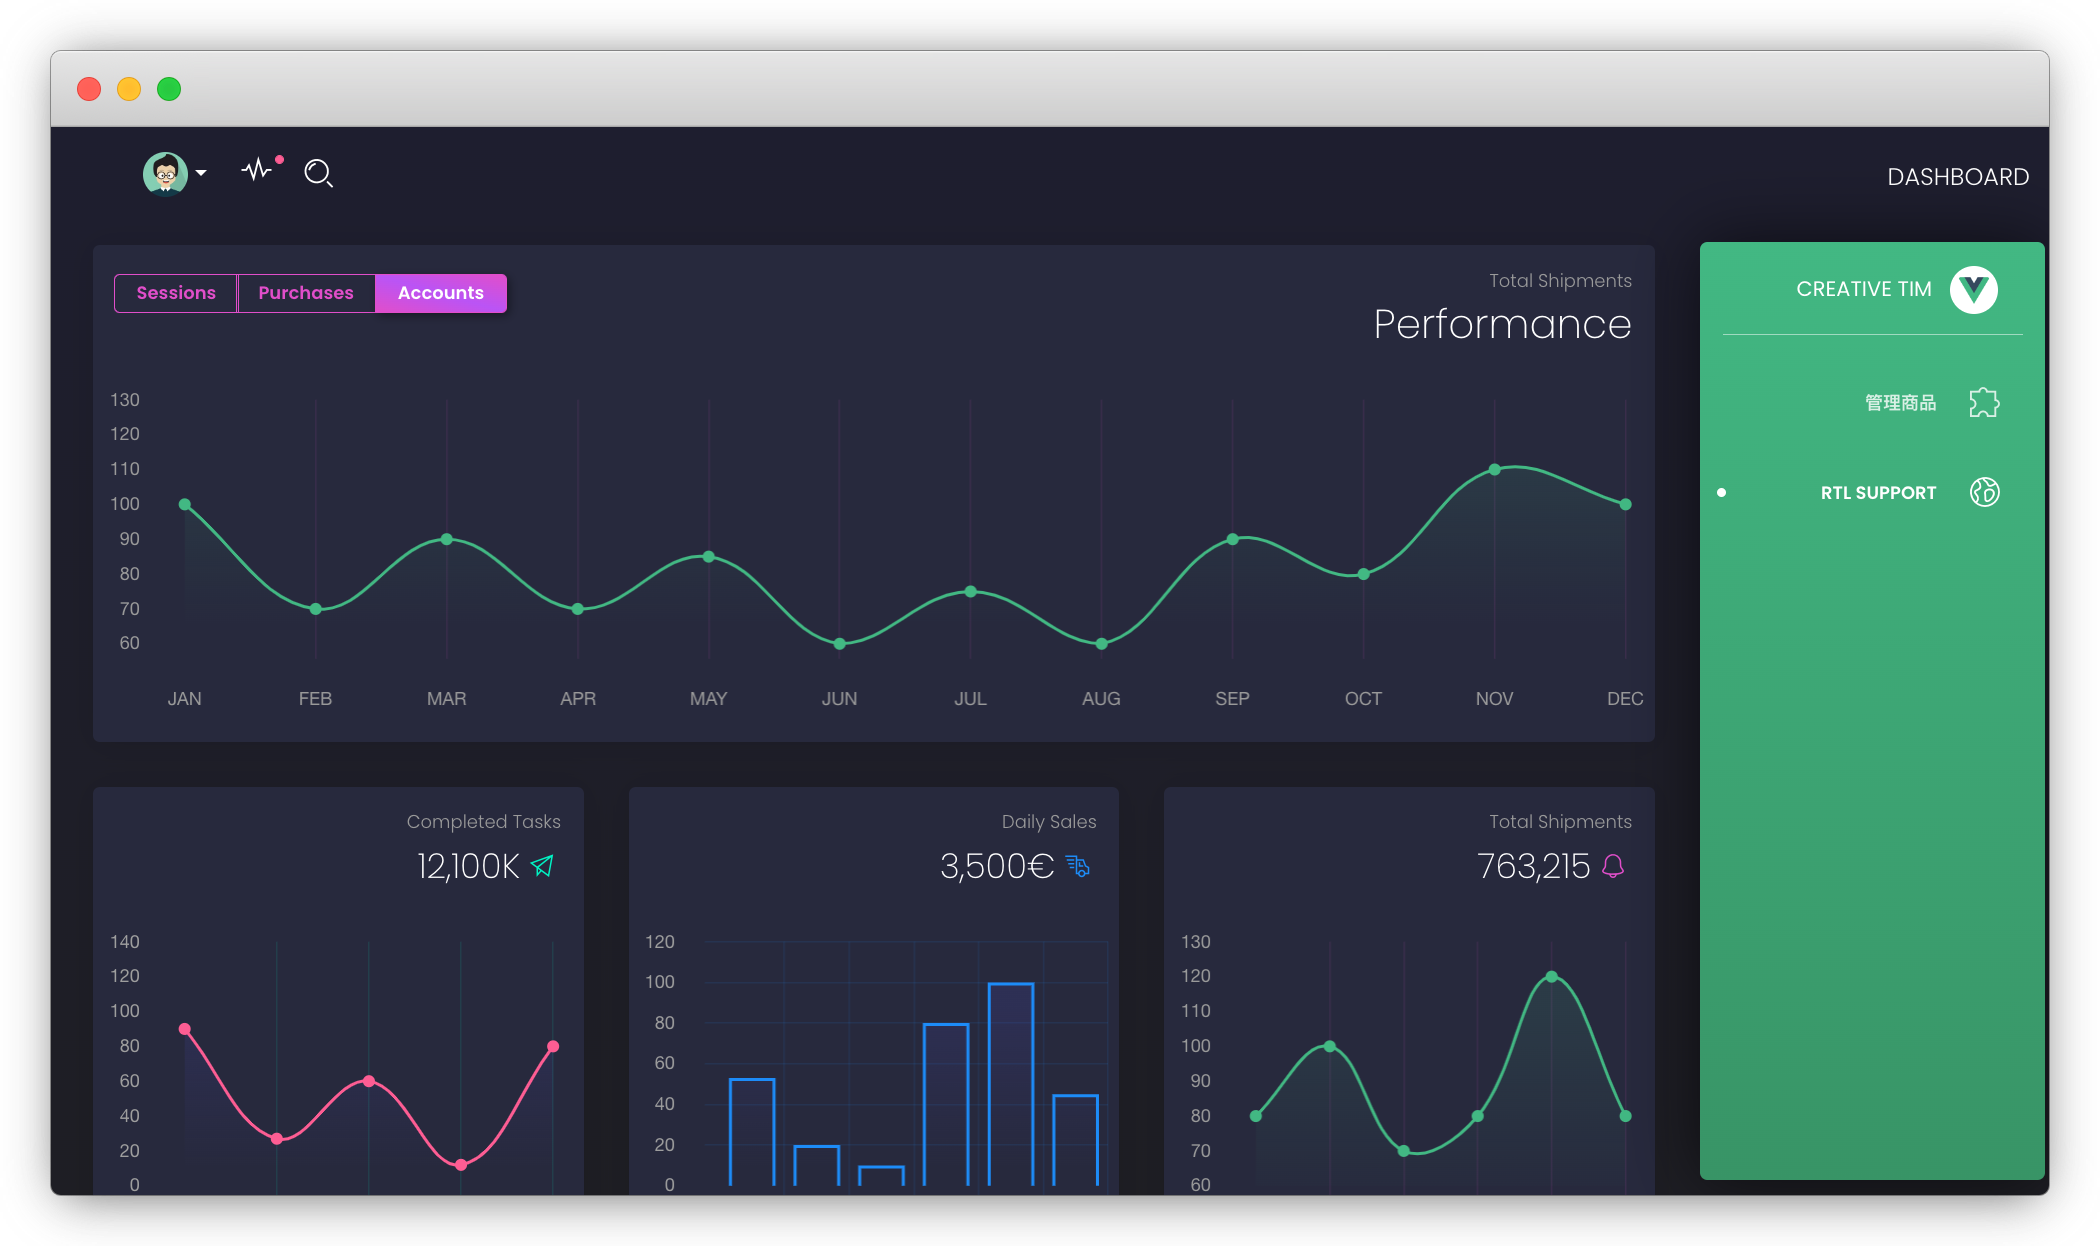 DASHBOARD
Sessions
Purchases
Accounts
Total Shipments
Performance
130
120
110
100
90
80
70
60
JAN FEB MAR APR MAY JUN JUL AUG SEP OCT NOV DEC
CREATIVE TIM
管理商品
RTL SUPPORT
Completed Tasks
12,100K
140
120
100
80
60
40
20
0
Daily Sales
3,500€
120
100
80
60
40
20
0
Total Shipments
763,215
130
120
110
100
90
80
70
60